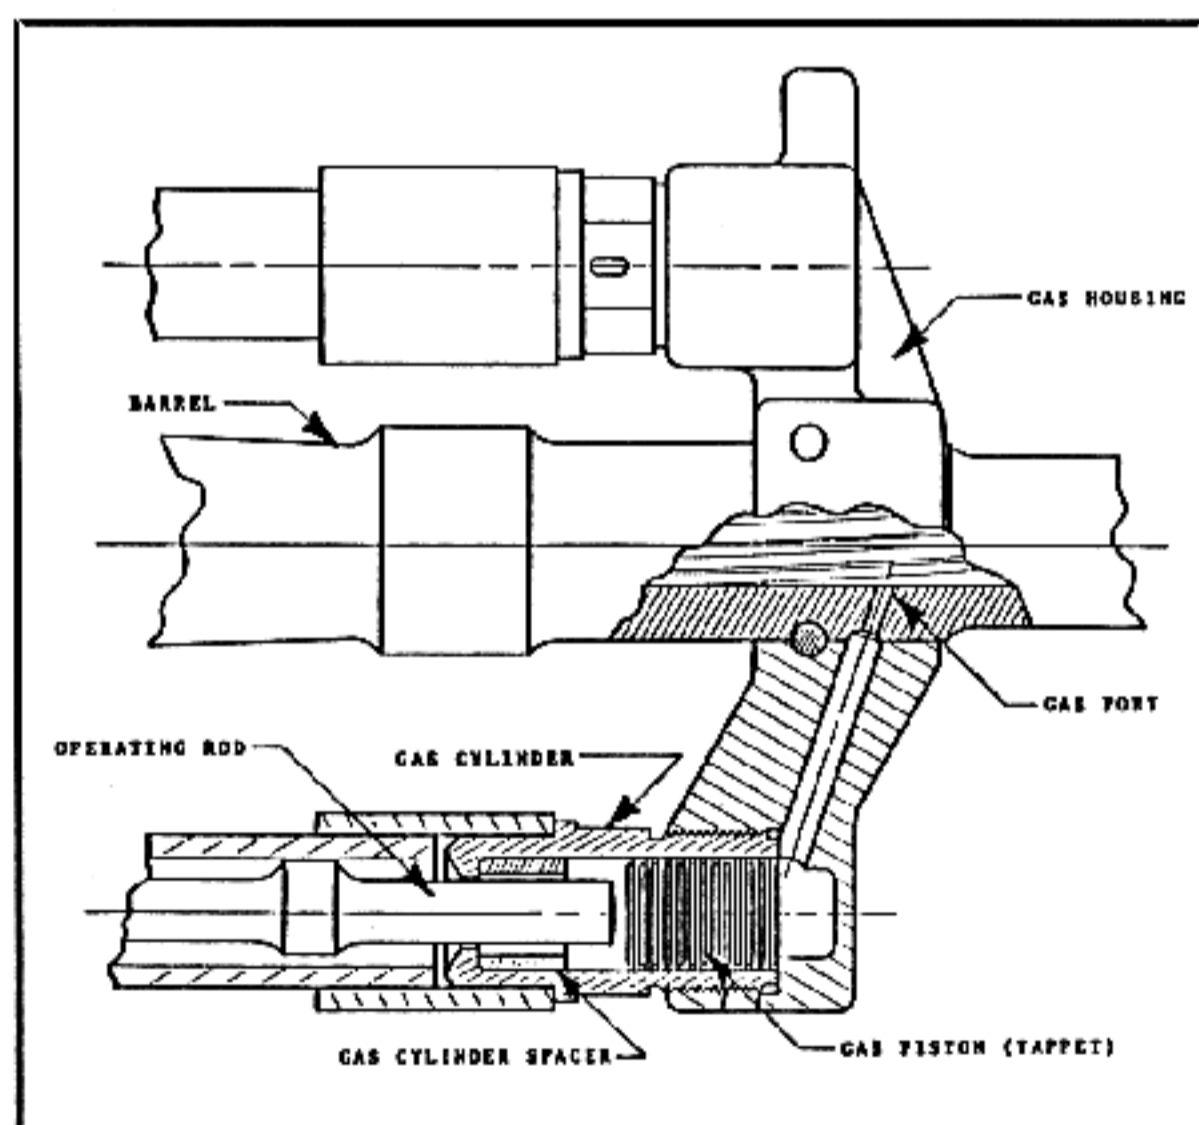 GAS HOUSING
BARREL
GAS PORT
OPERATING ROD
GAS CYLINDER
GAS CYLINDER SPACER
GAS PISTON (TAPPET)